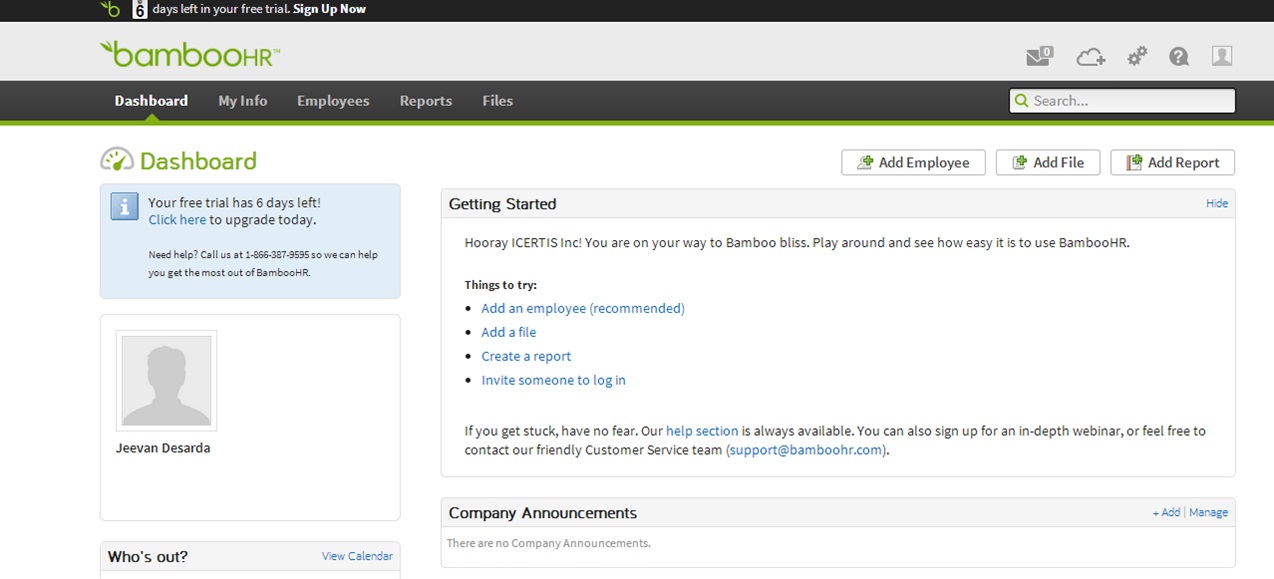 6 days left in your free trial. Sign Up Now
bambooHR™
0
Dashboard My Info Employees Reports Files
Search...
Dashboard
Add Employee Add File Add Report
Your free trial has 6 days left!
Click here to upgrade today.
Need help? Call us at 1-866-387-9595 so we can help
you get the most out of BambooHR.
Jeevan Desarda
Who's out? View Calendar
Getting Started Hide
Hooray ICERTIS Inc! You are on your way to Bamboo bliss. Play around and see how easy it is to use BambooHR.
Things to try:
• Add an employee (recommended)
• Add a file
• Create a report
• Invite someone to log in
If you get stuck, have no fear. Our help section is always available. You can also sign up for an in-depth webinar, or feel free to
contact our friendly Customer Service team (support@bamboohr.com).
Company Announcements + Add | Manage
There are no Company Announcements.